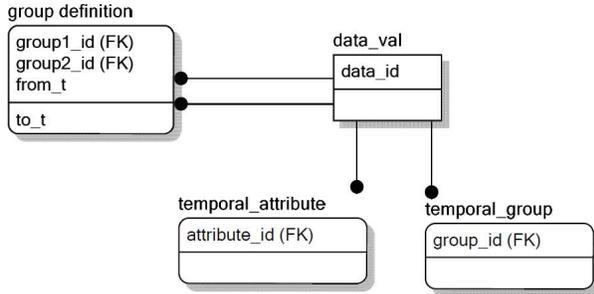 group definition
group1_id (FK)
group2_id (FK)
from_t
to_t
data_val
data_id
temporal_attribute
attribute_id (FK)
temporal_group
group_id (FK)